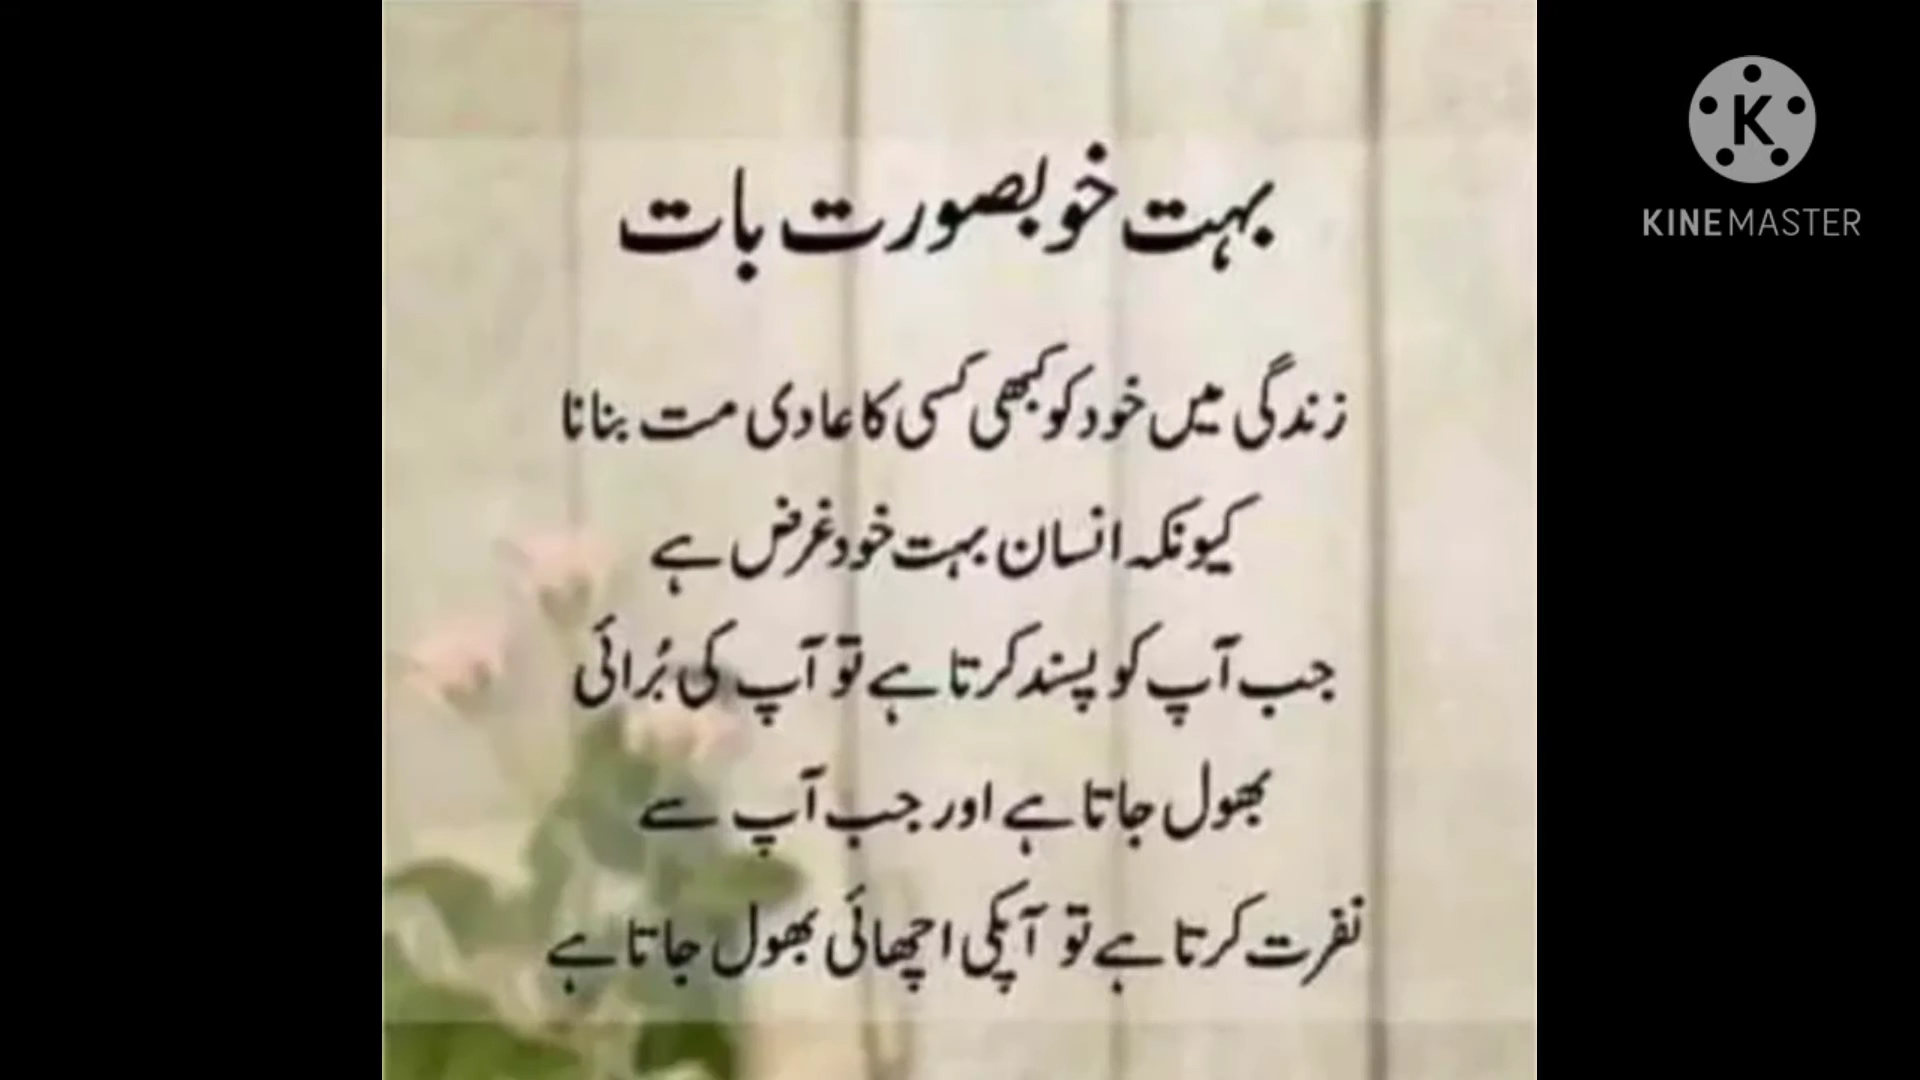 بہت خوبصورت بات
زندگی میں خود کو کبھی کسی کا عادی مت بنانا
کیونکہ انسان بہت خود غرض ہے
جب آپ کو پسند کرتا ہے تو آپ کی بُرائی
بھول جاتا ہے اور جب آپ سے
نفرت کرتا ہے تو آپکی اچھائی بھول جاتا ہے
K
KINEMASTER